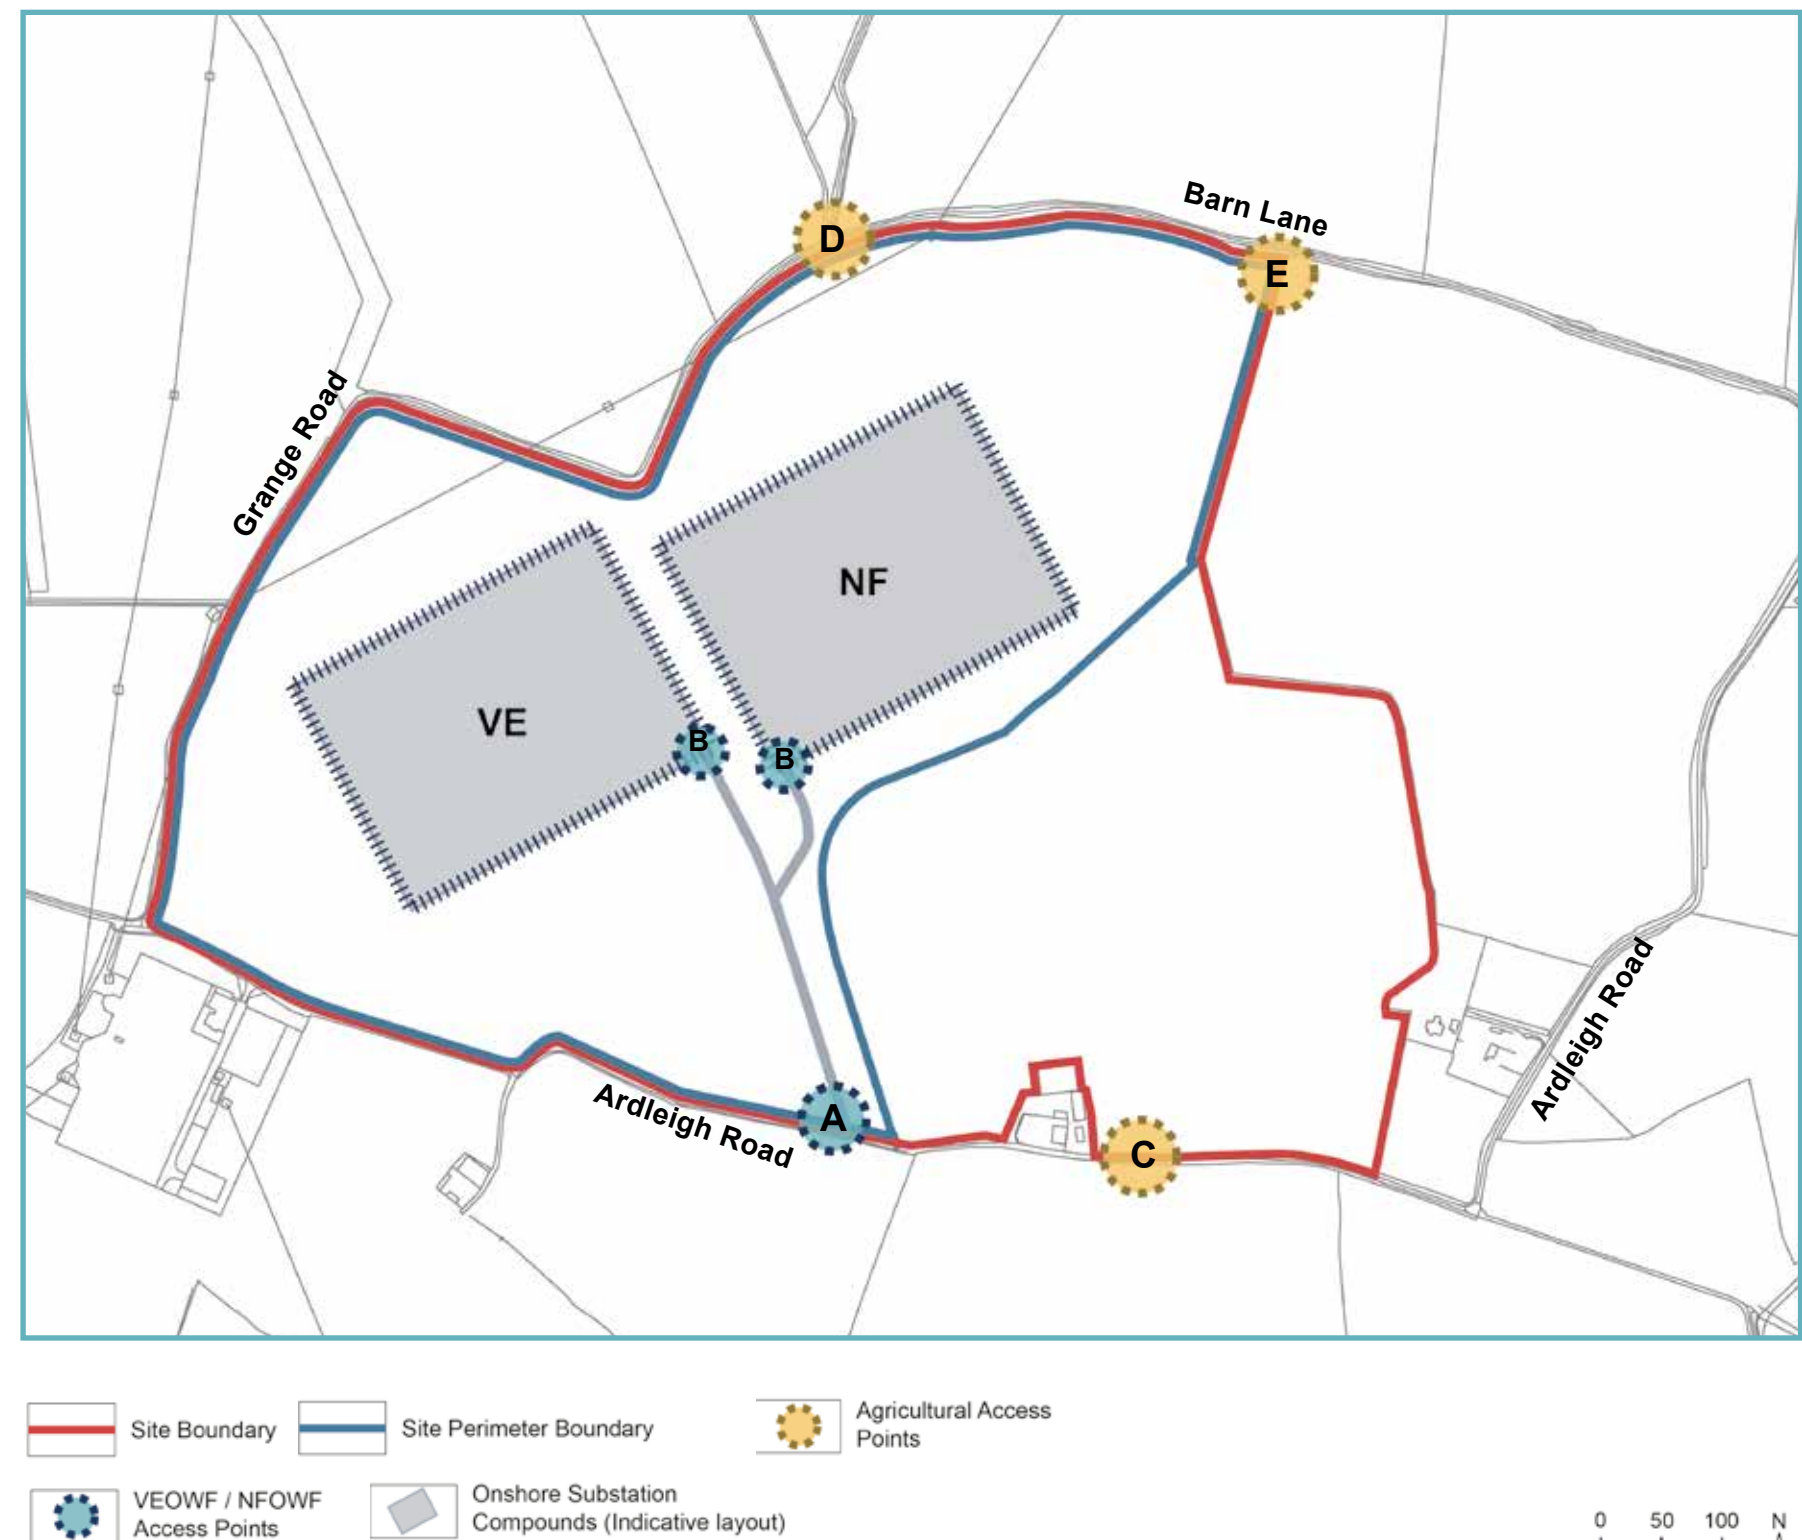 Barn Lane
D
E
Grange Road
NF
VE
B
B
Ardleigh Road
Ardleigh Road
A
C
Site Boundary
Site Perimeter Boundary
Agricultural Access
Points
VEOWF / NFOWF
Access Points
Onshore Substation
Compounds (Indicative layout)
0 50 100 N